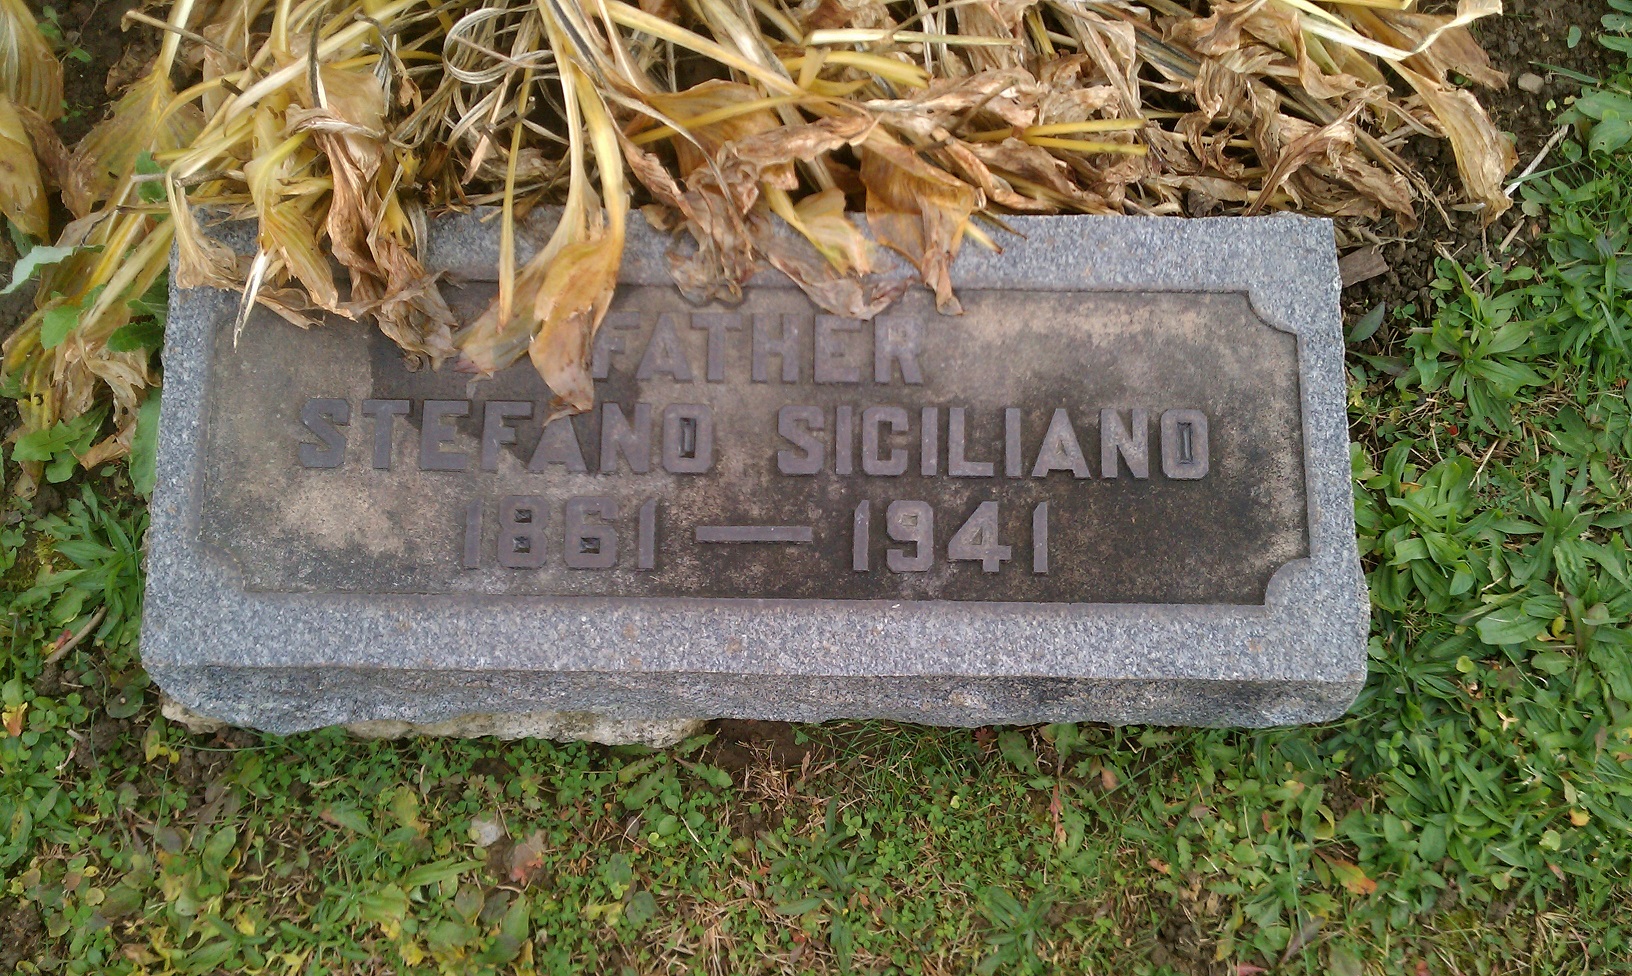 FATHER
STEFANO SICILIANO
1861 — 1941